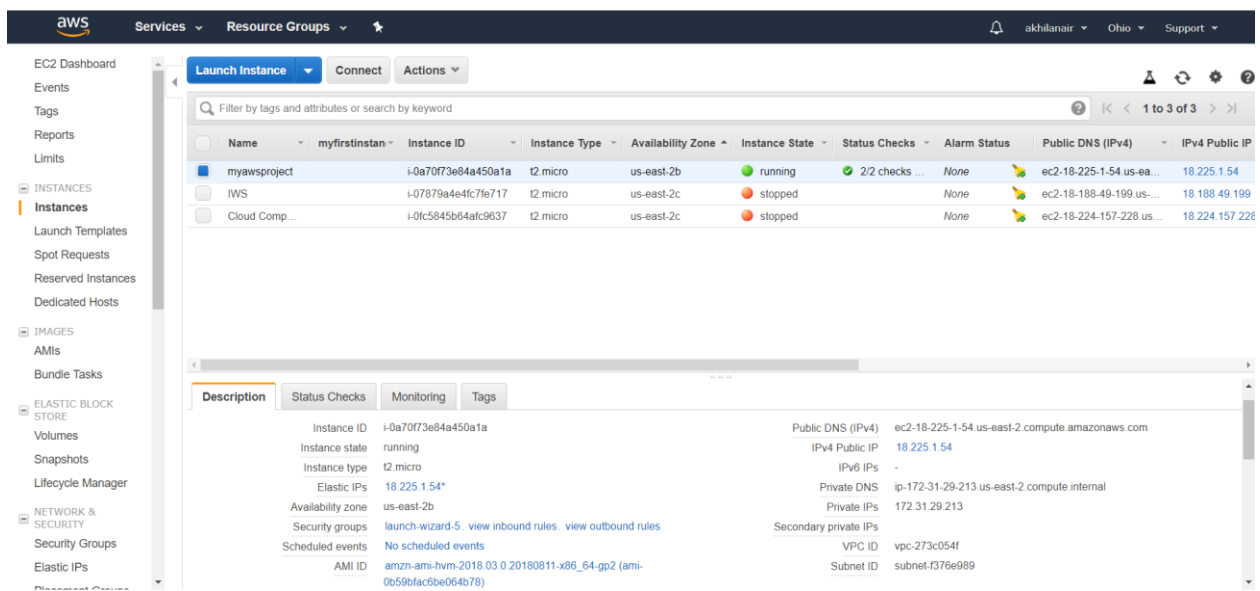 aws Services Resource Groups akhilanair Ohio Support
EC2 Dashboard
Events
Tags
Reports
Limits
INSTANCES
Instances
Launch Templates
Spot Requests
Reserved Instances
Dedicated Hosts
IMAGES
AMIs
Bundle Tasks
ELASTIC BLOCK
STORE
Volumes
Snapshots
Lifecycle Manager
NETWORK &
SECURITY
Security Groups
Elastic IPs
Placement Groups
Launch Instance Connect Actions
Filter by tags and attributes or search by keyword 1 to 3 of 3
Name myfirstinstan Instance ID Instance Type Availability Zone Instance State Status Checks Alarm Status Public DNS (IPv4) IPv4 Public IP
myawsproject i-0a70f73e84a450a1a t2.micro us-east-2b running 2/2 checks ... None ec2-18-225-1-54.us-ea... 18.225.1.54
IWS i-07879a4e4fc7fe717 t2.micro us-east-2c stopped None ec2-18-188-49-199.us-... 18.188.49.199
Cloud Comp... i-0fc5845b64afc9637 t2.micro us-east-2c stopped None ec2-18-224-157-228.us... 18.224.157.228
Description Status Checks Monitoring Tags
Instance ID i-0a70f73e84a450a1a
Instance state running
Instance type t2.micro
Elastic IPs 18.225.1.54*
Availability zone us-east-2b
Security groups launch-wizard-5. view inbound rules. view outbound rules
Scheduled events No scheduled events
AMI ID amzn-ami-hvm-2018.03.0.20180811-x86_64-gp2 (ami-
0b59bfac6be064b78)
Public DNS (IPv4) ec2-18-225-1-54.us-east-2.compute.amazonaws.com
IPv4 Public IP 18.225.1.54
IPv6 IPs -
Private DNS ip-172-31-29-213.us-east-2.compute.internal
Private IPs 172.31.29.213
Secondary private IPs
VPC ID vpc-273c054f
Subnet ID subnet-f376e989